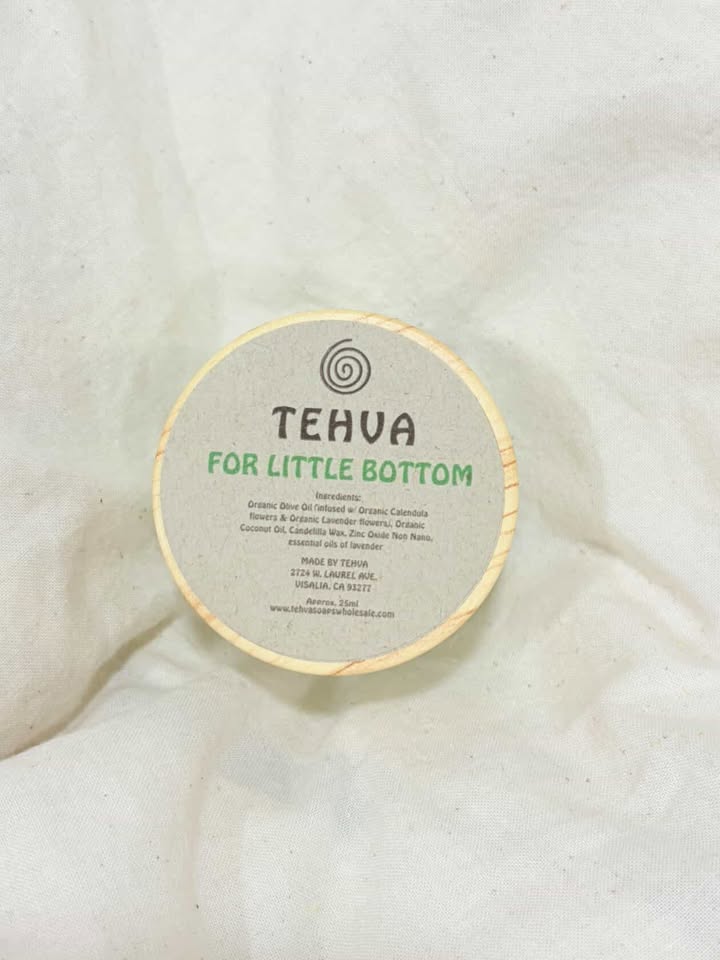 TEHVA
FOR LITTLE BOTTOM
Ingredients:
Organic Olive Oil (infused w/ Organic Calendula
flowers & Organic Lavender flowers), Organic
Coconut Oil, Candelilla Wax, Zinc Oxide Non Nano,
essential oils of lavender
MADE BY TEHVA
2724 W. LAUREL AVE.
VISALIA, CA 93277
Approx. 25ml
www.tehvasoapswholesale.com